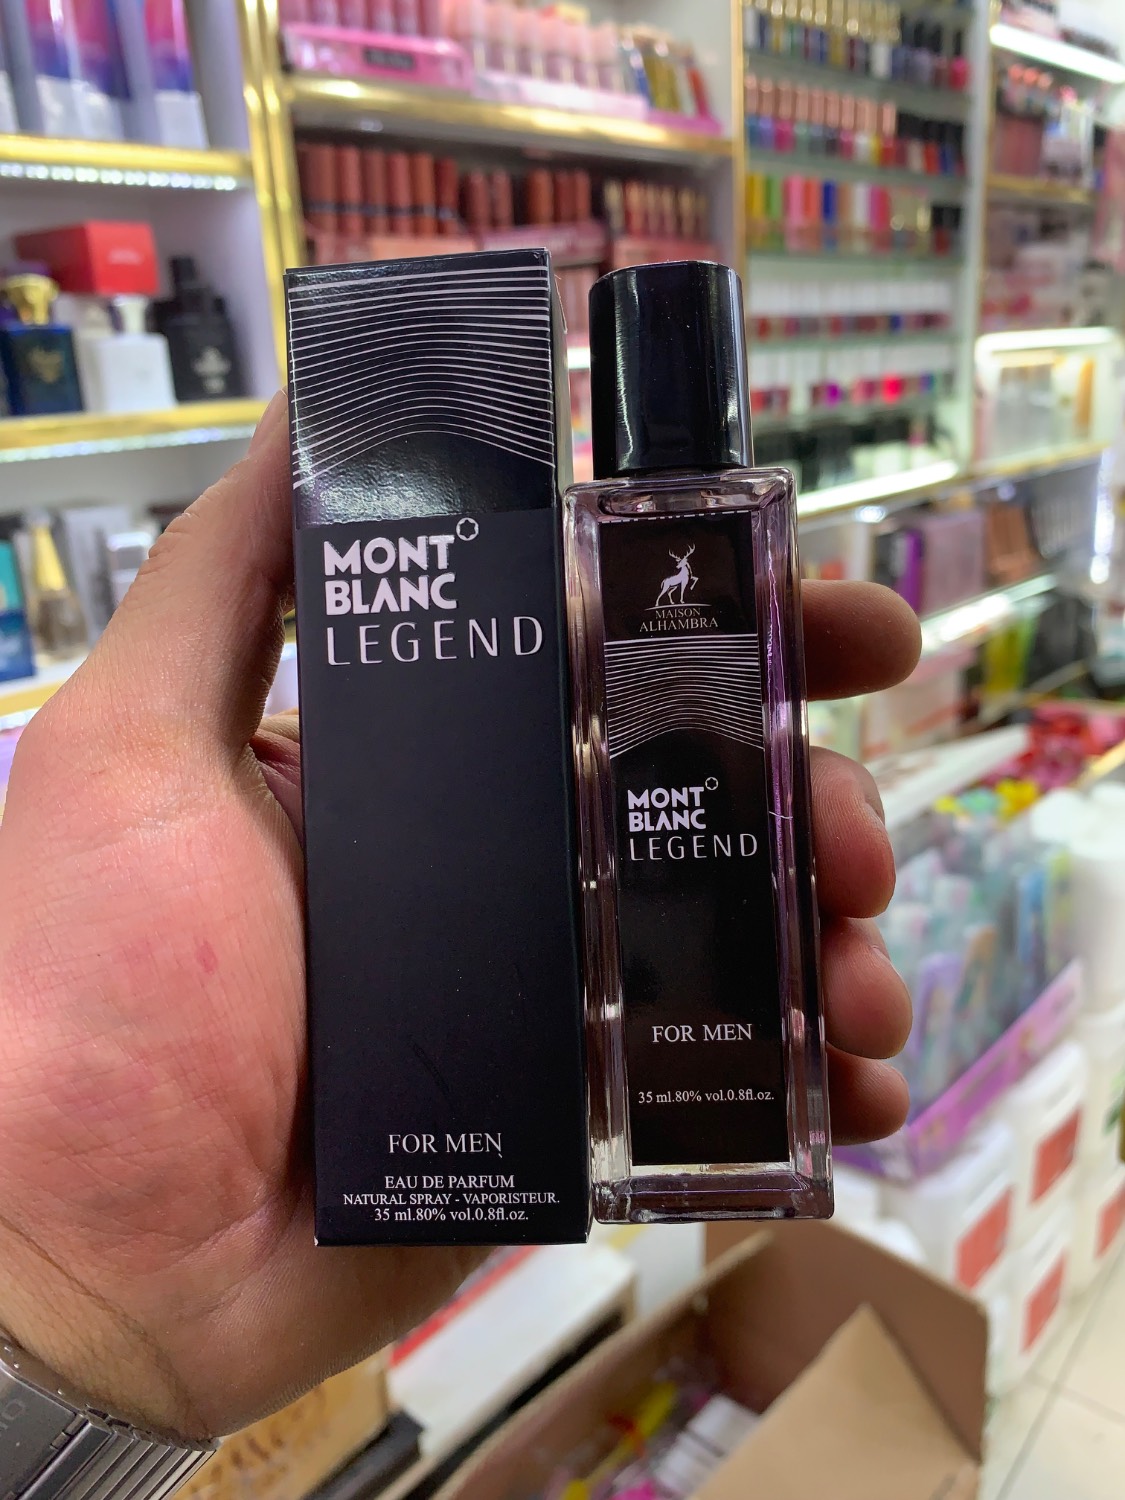 MONT
BLANC
LEGEND
FOR MEN
EAU DE PARFUM
NATURAL SPRAY - VAPORISTEUR.
35 ml.80% vol.0.8fl.oz.
MAISON
ALHAMBRA
MONT
BLANC
LEGEND
FOR MEN
35 ml.80% vol.0.8fl.oz.